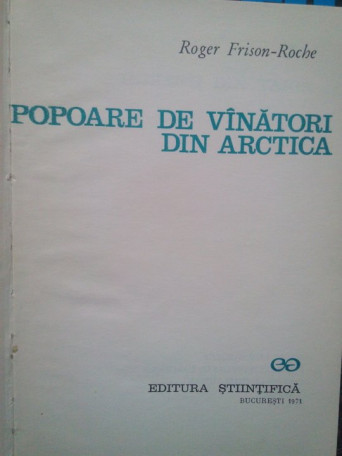 Roger Frison-Roche
POPOARE DE VÎNĂTORI
DIN ARCTICA
EDITURA ŞTIINŢIFICĂ
BUCUREŞTI 1971